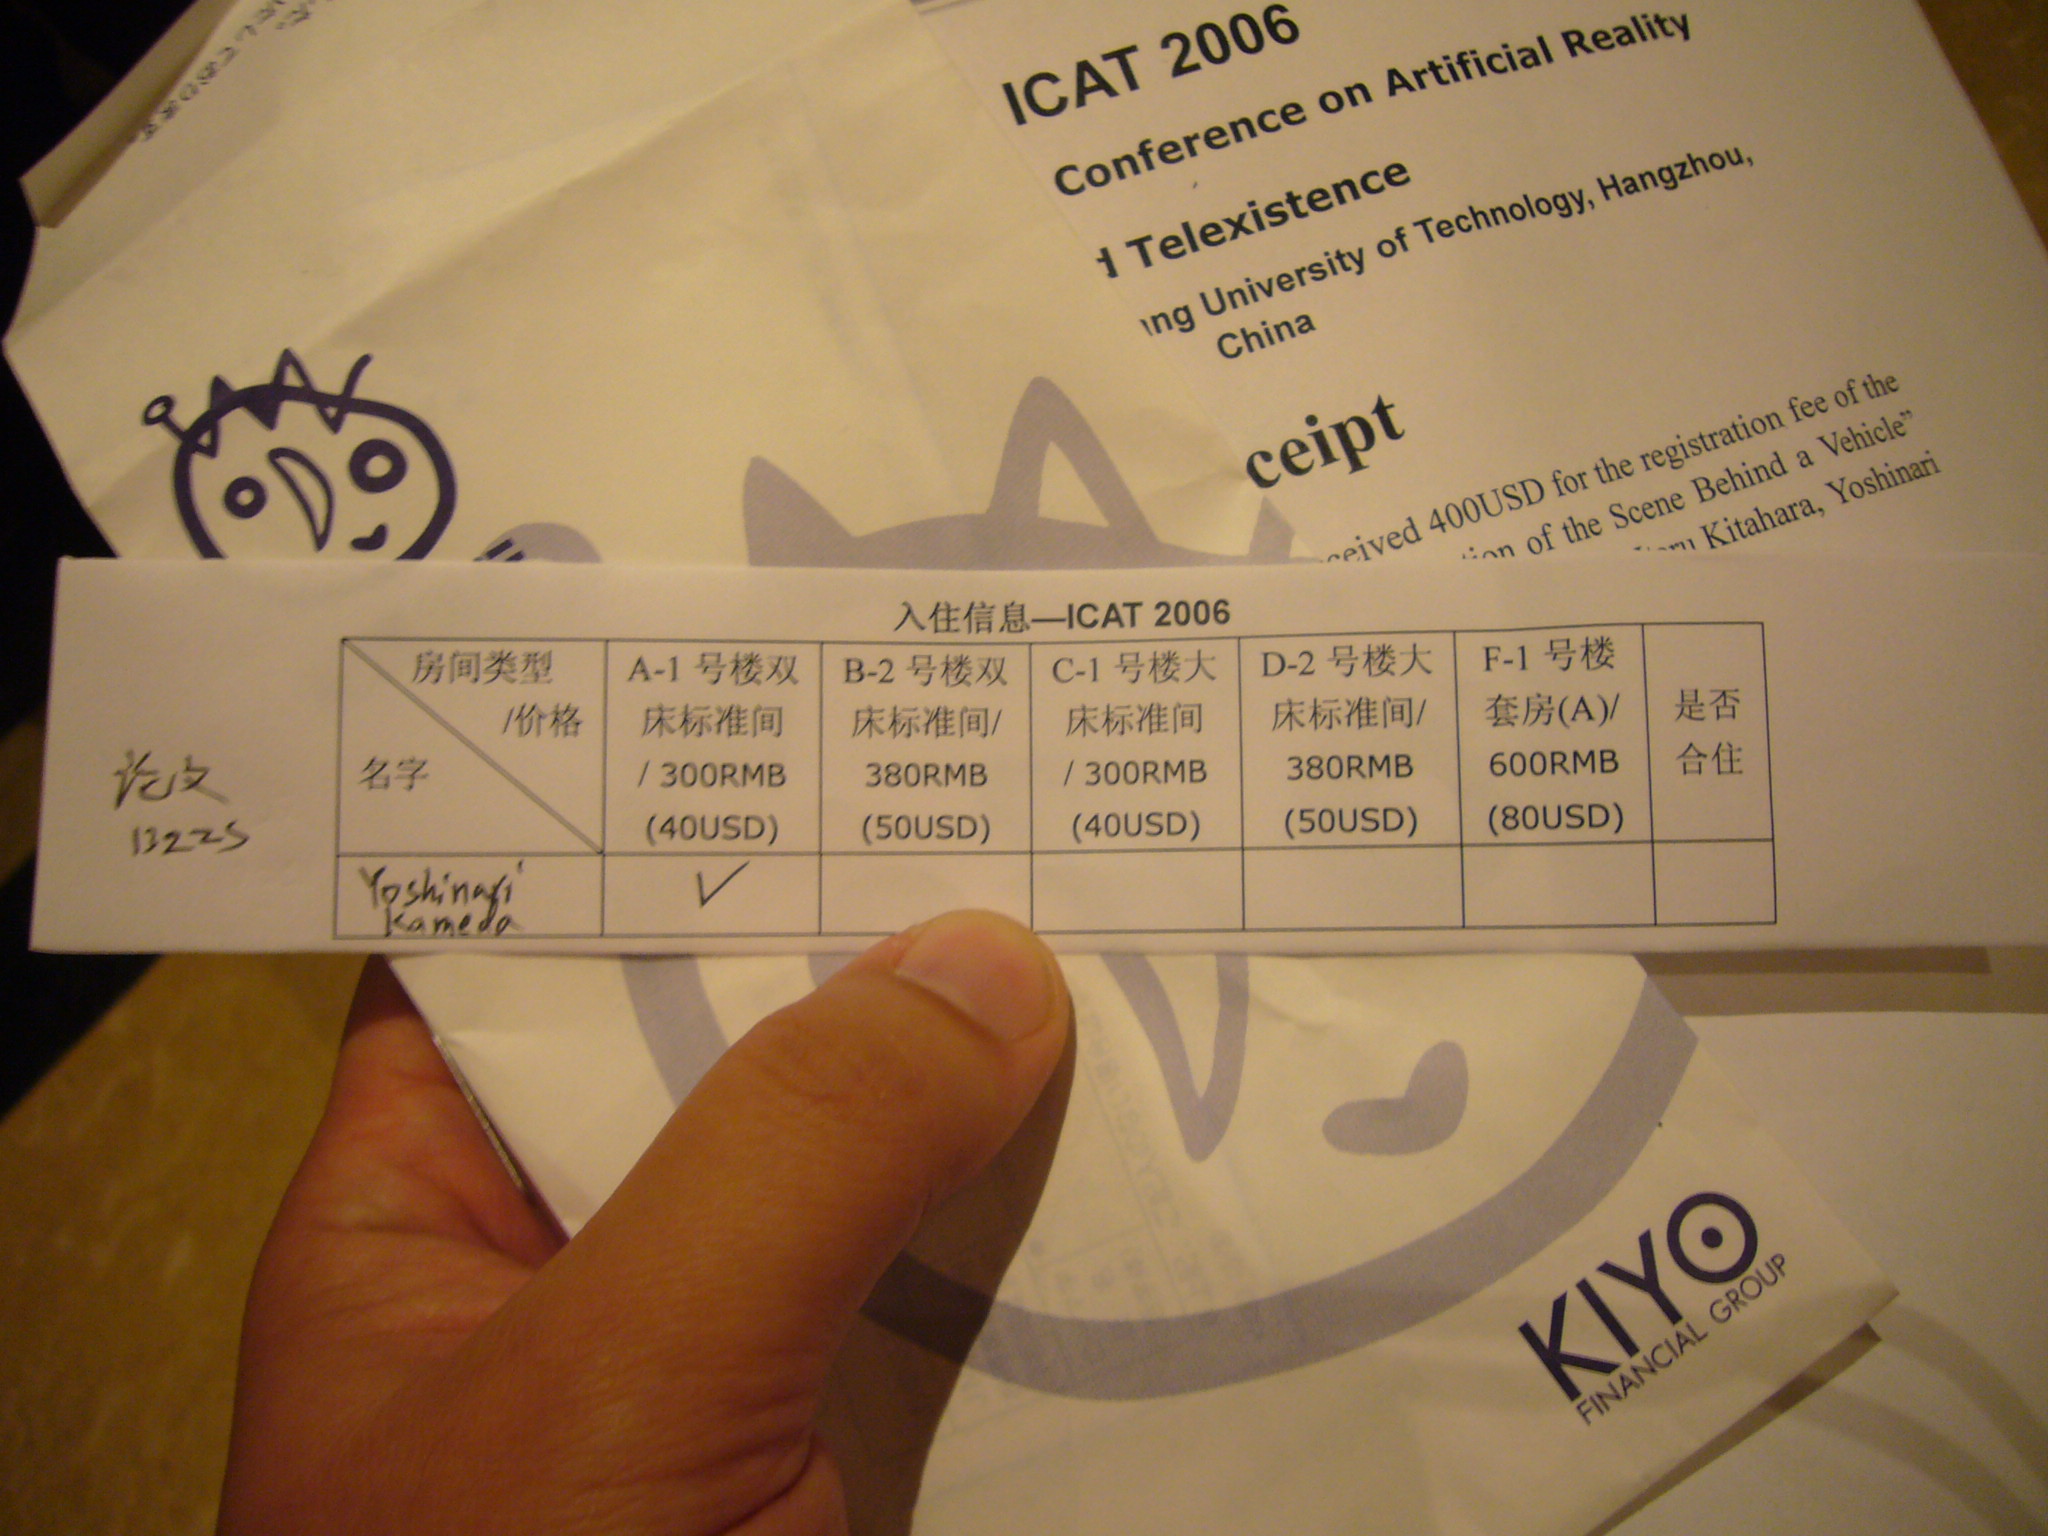 ICAT 2006
Conference on Artificial Reality
Telexistence
University of Technology, Hangzhou,
China
ceipt
ceived 400USD for the registration fee of the
tion of the Scene Behind a Vehicle”
Kitahara, Yoshinari
入住信息—ICAT 2006
房间类型
/价格
名字
A-1 号楼双
床标准间
/ 300RMB
(40USD)
B-2 号楼双
床标准间/
380RMB
(50USD)
C-1 号楼大
床标准间
/ 300RMB
(40USD)
D-2 号楼大
床标准间/
380RMB
(50USD)
F-1 号楼
套房(A)/
600RMB
(80USD)
是否
合住
论文
Yoshinari
Kameda
✓
KIYO
FINANCIAL GROUP